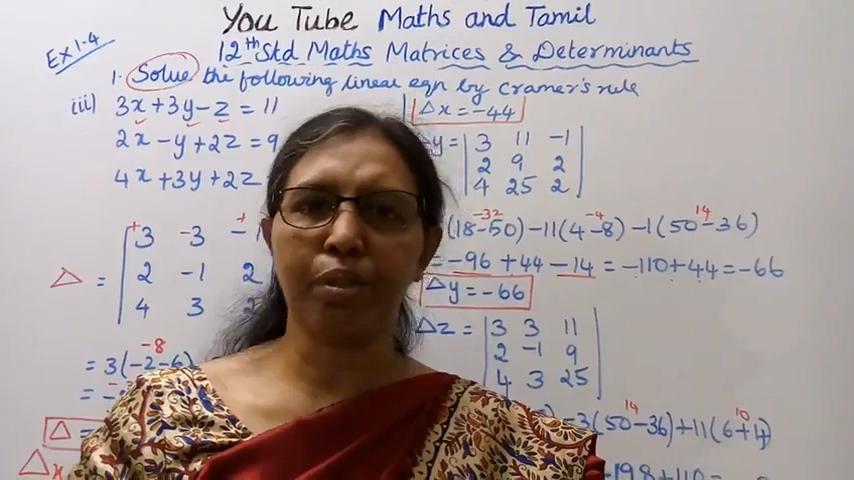 You Tube Maths and Tamil
Ex 1.4
12th Std Maths Matrices & Determinants
1. Solve the following linear eqn by cramer's rule
iii) 3x + 3y - z = 11
2x - y + 2z = 9
4x + 3y + 2z =
Δ =
+3 -3 + -
2 -1 2
4 3 2
-8
= 3(-2-6)
= -
Δ
Δx
Δx = -44
y = 3 11 -1
2 9 2
4 25 2
-32 -4 14
(18-50) -11(4-8) -1(50-36)
= -96 + 44 - 14 = -110 + 44 = -66
Δy = -66
Δz = 3 3 11
2 -1 9
4 3 25
14 10
-3(50-36) + 11(6+4)
-198 + 110 =